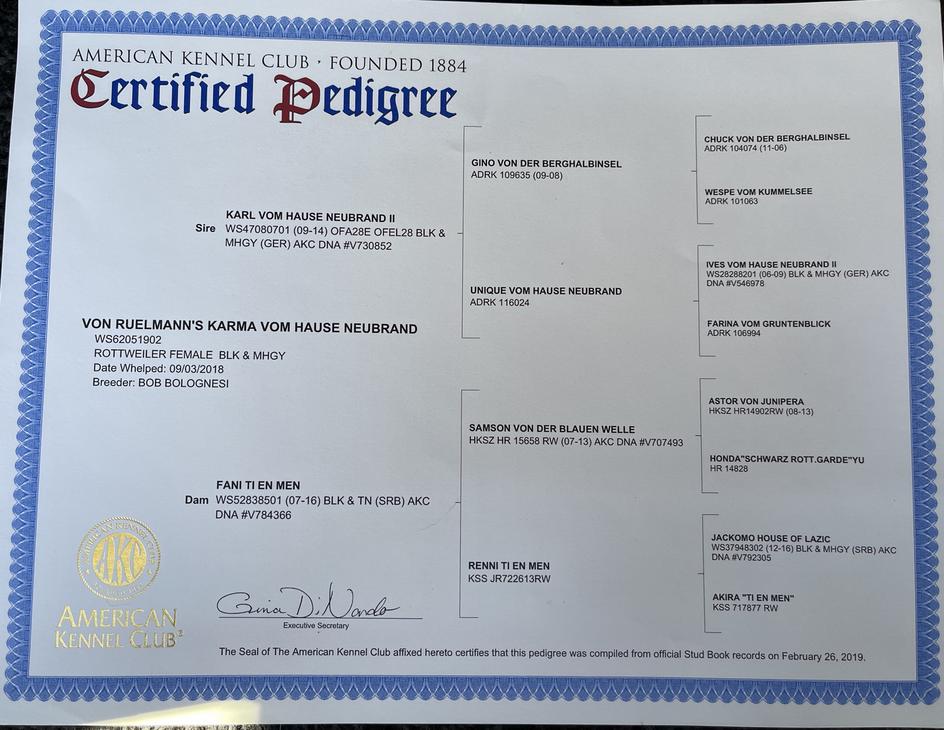 AMERICAN KENNEL CLUB · FOUNDED 1884
Certified Pedigree
CHUCK VON DER BERGHALBINSEL
ADRK 104074 (11-06)
GINO VON DER BERGHALBINSEL
ADRK 109635 (09-08)
WESPE VOM KUMMELSEE
ADRK 101063
KARL VOM HAUSE NEUBRAND II
Sire WS47080701 (09-14) OFA28E OFEL28 BLK &
MHGY (GER) AKC DNA #V730852
IVES VOM HAUSE NEUBRAND II
WS28288201 (06-09) BLK & MHGY (GER) AKC
DNA #V546978
UNIQUE VOM HAUSE NEUBRAND
ADRK 116024
FARINA VOM GRUNTENBLICK
ADRK 106994
VON RUELMANN'S KARMA VOM HAUSE NEUBRAND
WS62051902
ROTTWEILER FEMALE BLK & MHGY
Date Whelped: 09/03/2018
Breeder: BOB BOLOGNESI
ASTOR VON JUNIPERA
HKSZ HR14902RW (08-13)
SAMSON VON DER BLAUEN WELLE
HKSZ HR 15658 RW (07-13) AKC DNA #V707493
HONDA"SCHWARZ ROTT.GARDE"YU
HR 14828
FANI TI EN MEN
Dam WS52838501 (07-16) BLK & TN (SRB) AKC
DNA #V784366
JACKOMO HOUSE OF LAZIC
WS37948302 (12-16) BLK & MHGY (SRB) AKC
DNA #V792305
RENNI TI EN MEN
KSS JR722613RW
AKIRA "TI EN MEN"
KSS 717877 RW
AKC
AMERICAN
KENNEL CLUB
Gina DiNardo
Executive Secretary
The Seal of The American Kennel Club affixed hereto certifies that this pedigree was compiled from official Stud Book records on February 26, 2019.